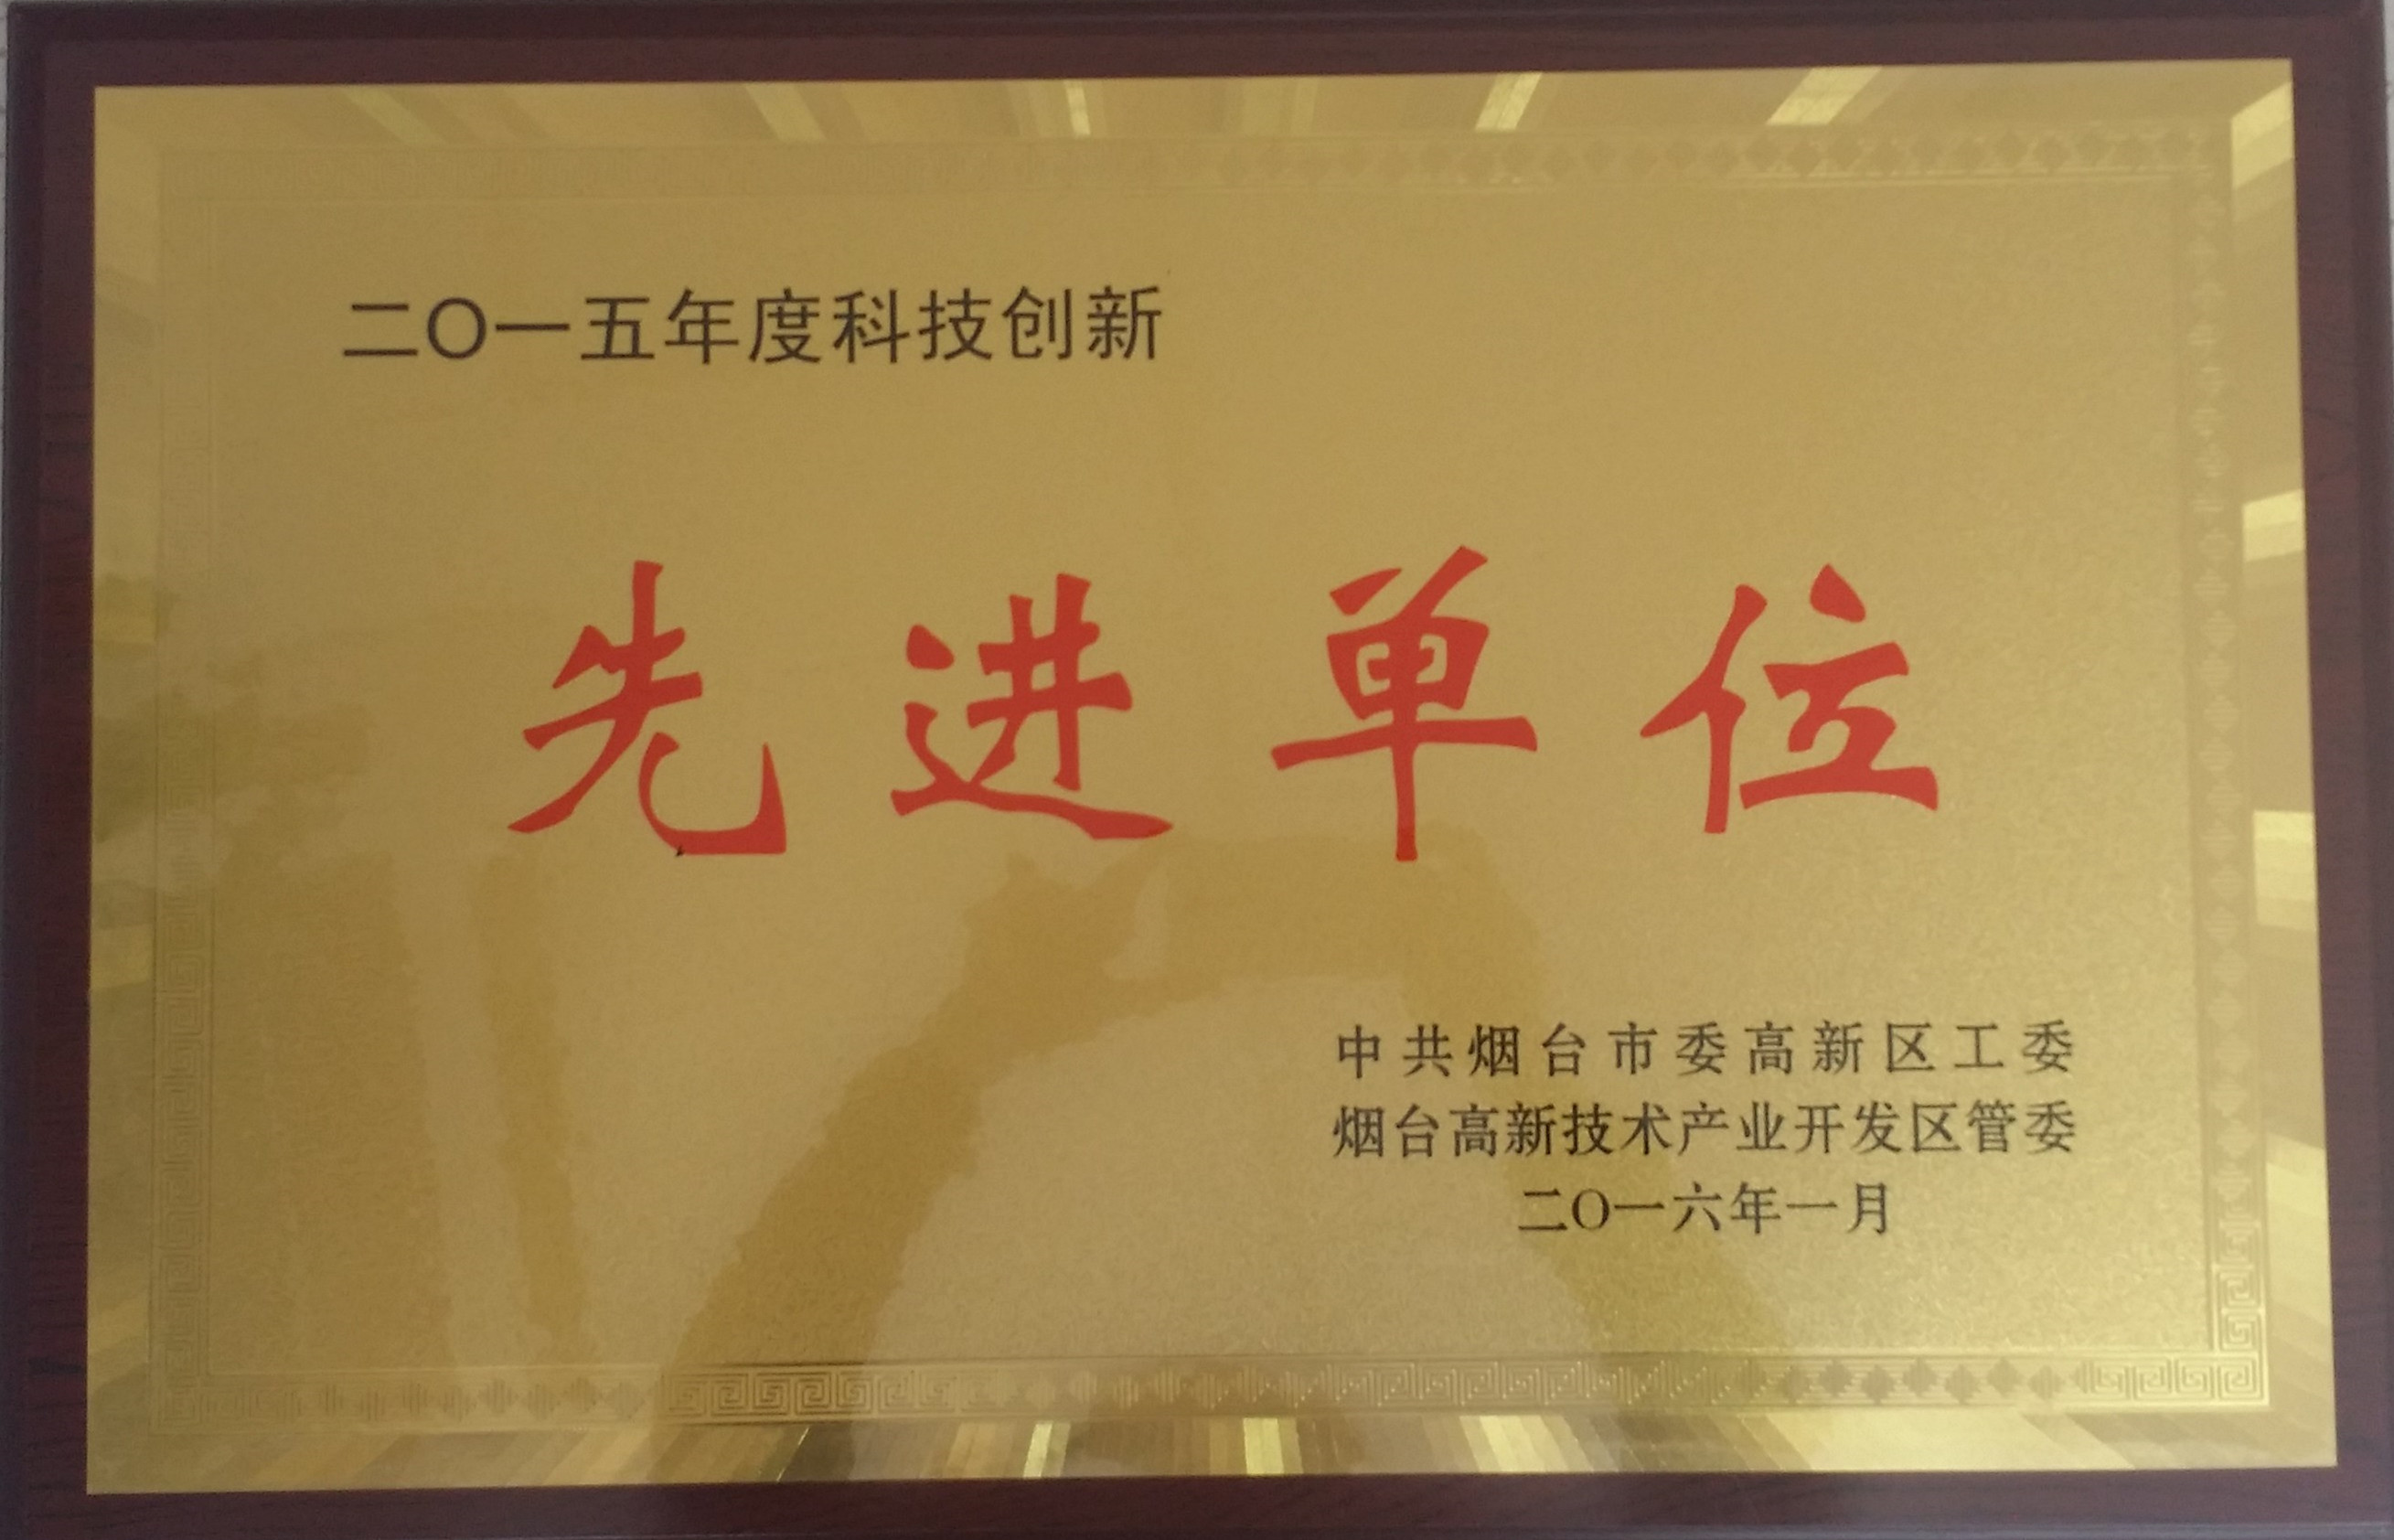 二〇一五年度科技创新
先进单位
中共烟台市委高新区工委
烟台高新技术产业开发区管委
二〇一六年一月